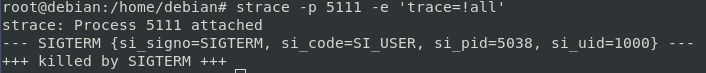 root@debian:/home/debian# strace -p 5111 -e 'trace=!all'
strace: Process 5111 attached
--- SIGTERM {si_signo=SIGTERM, si_code=SI_USER, si_pid=5038, si_uid=1000} ---
+++ killed by SIGTERM +++